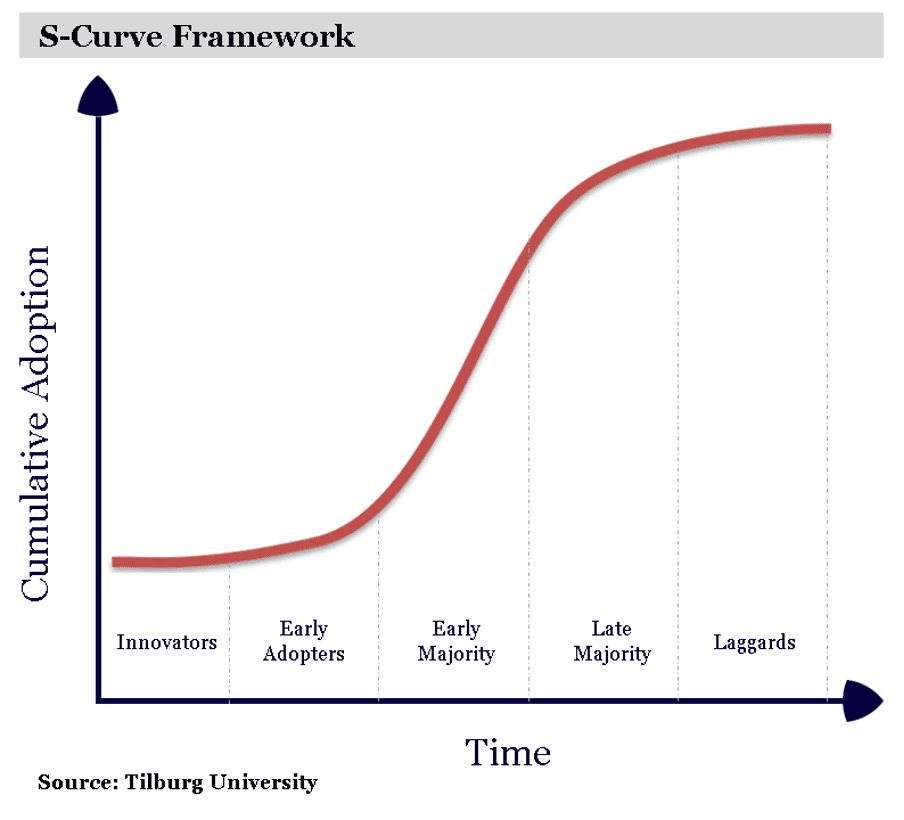 S-Curve Framework
Cumulative Adoption
Innovators
Early
Adopters
Early
Majority
Late
Majority
Laggards
Time
Source: Tilburg University